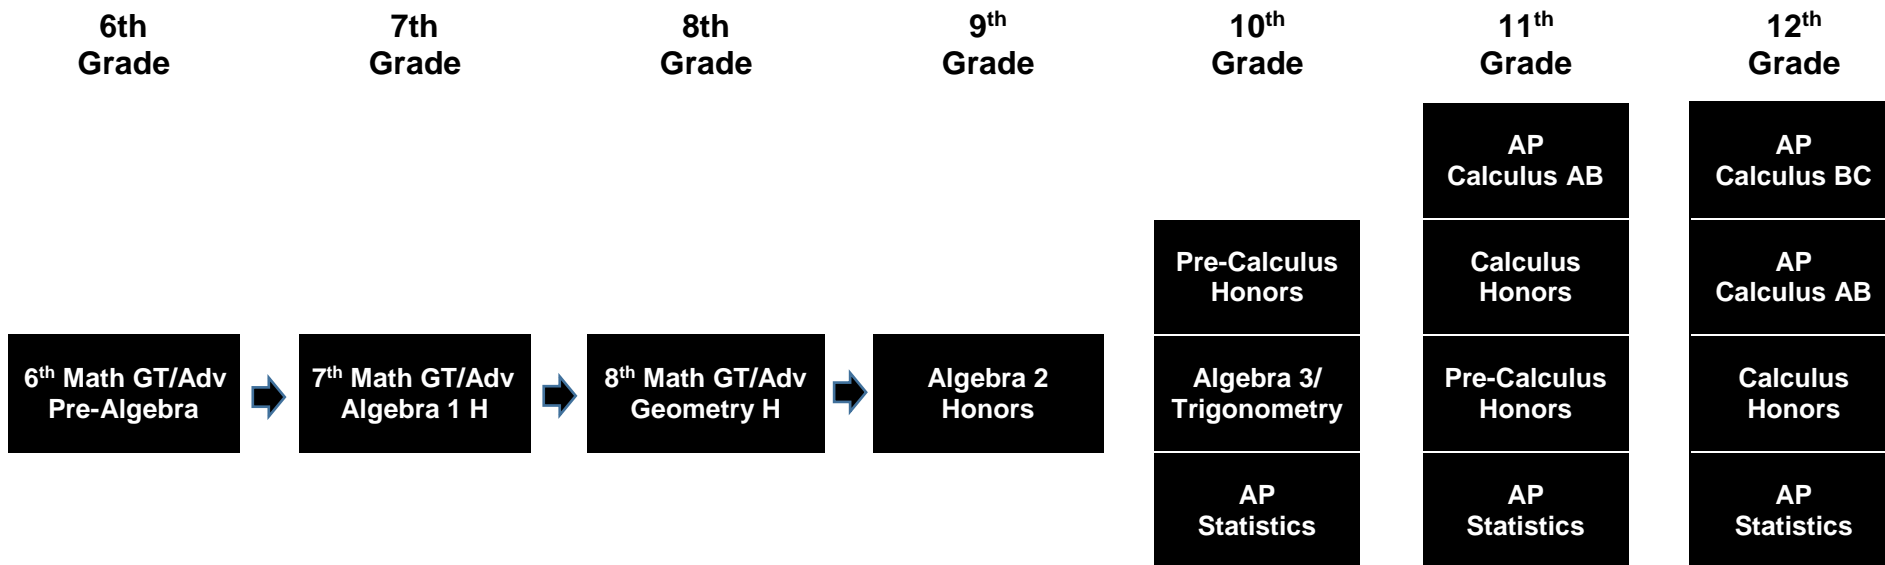 6th
Grade
7th
Grade
8th
Grade
9th
Grade
10th
Grade
11th
Grade
12th
Grade
6th Math GT/Adv
Pre-Algebra
7th Math GT/Adv
Algebra 1 H
8th Math GT/Adv
Geometry H
Algebra 2
Honors
Pre-Calculus
Honors
Algebra 3/
Trigonometry
AP
Statistics
AP
Calculus AB
Calculus
Honors
Pre-Calculus
Honors
AP
Statistics
AP
Calculus BC
AP
Calculus AB
Calculus
Honors
AP
Statistics